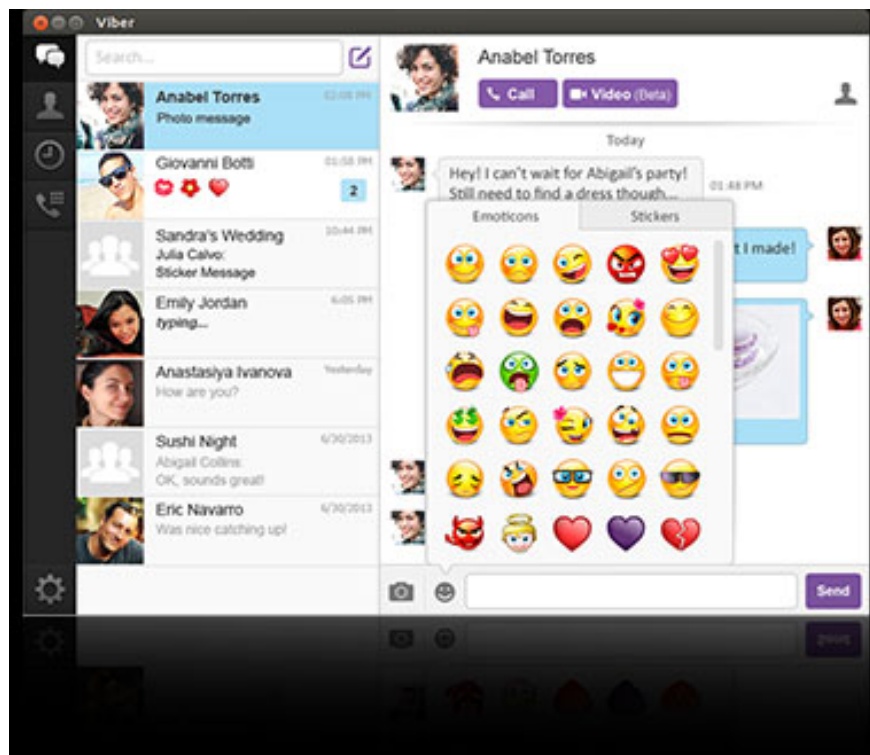 Viber
Search...
Anabel Torres
02:08 PM
Photo message
Giovanni Botti
01:58 PM
2
Sandra's Wedding
10:44 PM
Julia Calvo:
Sticker Message
Emily Jordan
6:05 PM
typing...
Anastasiya Ivanova
Yesterday
How are you?
Sushi Night
6/30/2013
Abigail Collins:
OK, sounds great!
Eric Navarro
6/30/2013
Was nice catching up!
Anabel Torres
Call
Video (Beta)
Today
Hey! I can't wait for Abigail's party!
Still need to find a dress though...
01:48 PM
Emoticons
Stickers
t I made!
Send